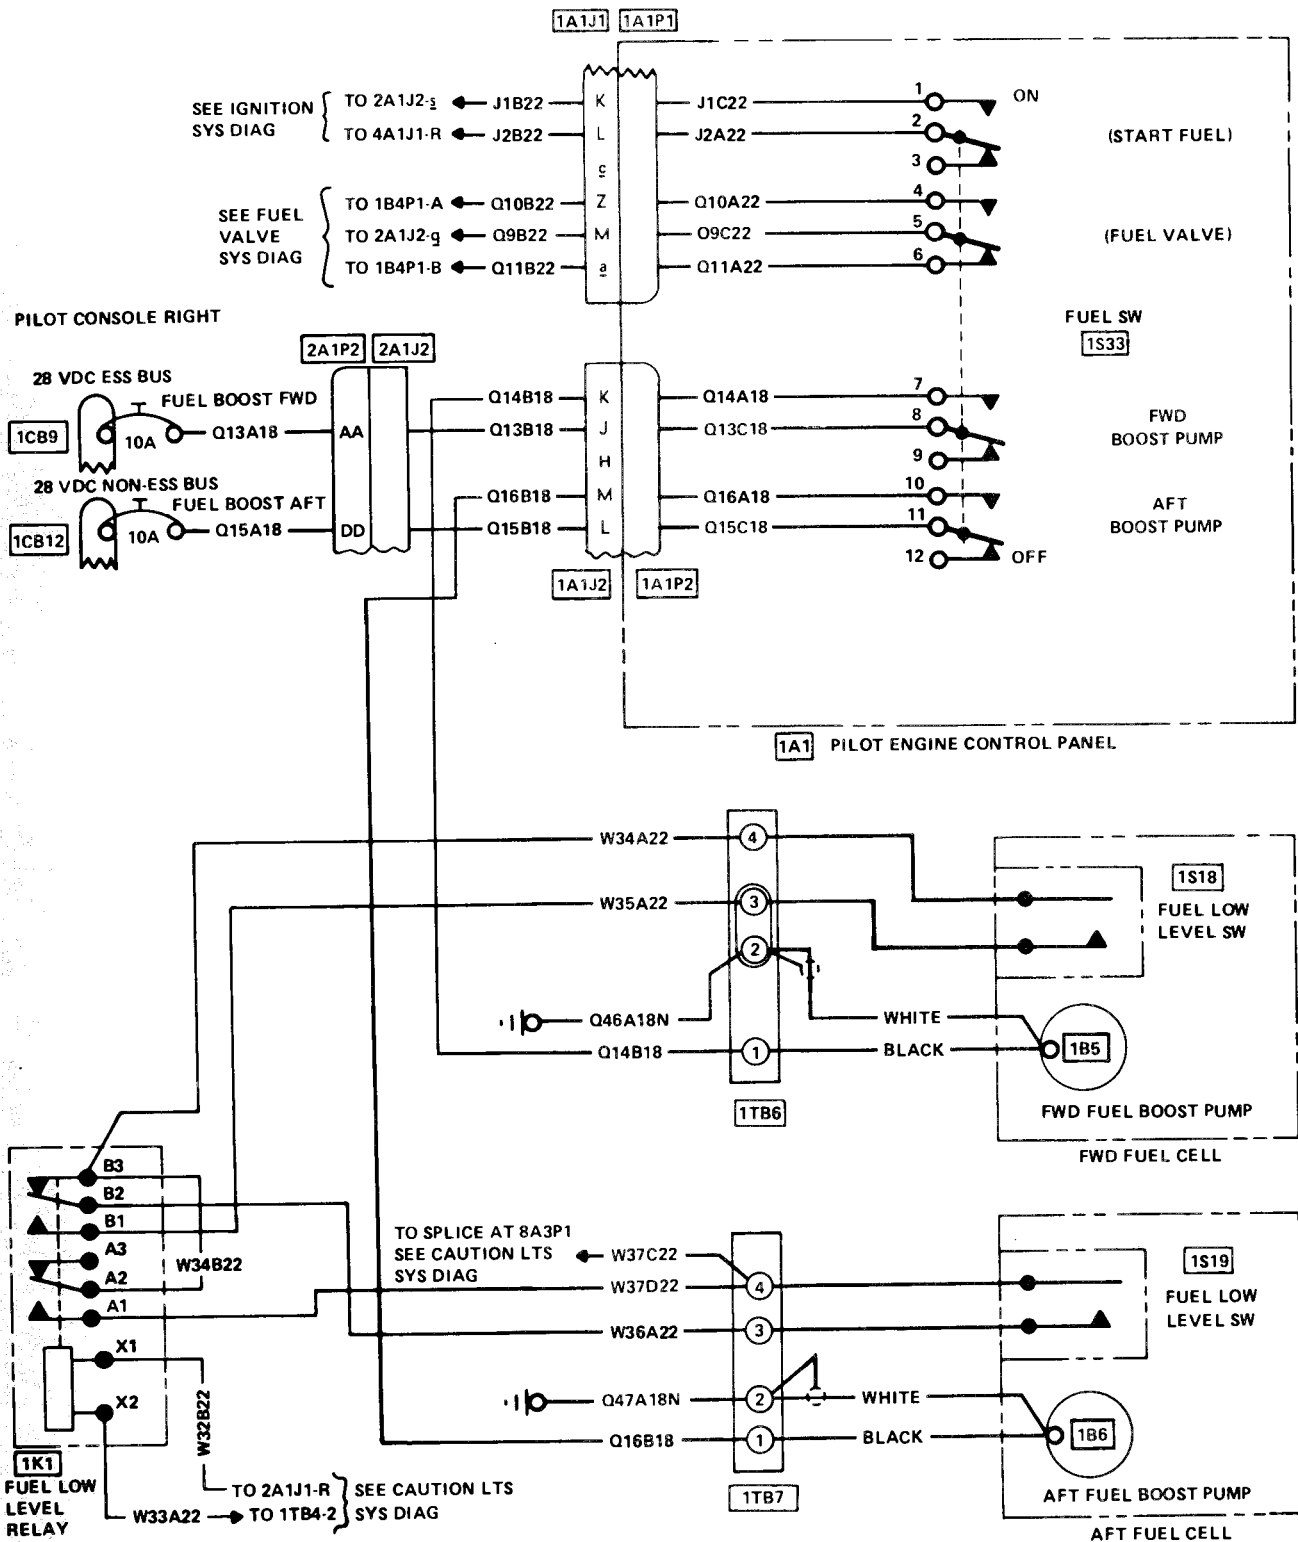 1A1J1 1A1P1
SEE IGNITION
SYS DIAG
TO 2A1J2-s J1B22 K J1C22 1 ON
TO 4A1J1-R J2B22 L J2A22 2
(START FUEL)
c 3
SEE FUEL
VALVE
SYS DIAG
TO 1B4P1-A Q10B22 Z Q10A22 4
TO 2A1J2-q Q9B22 M O9C22 5
(FUEL VALVE)
TO 1B4P1-B Q11B22 a Q11A22 6
PILOT CONSOLE RIGHT
FUEL SW
1S33
2A1P2 2A1J2
28 VDC ESS BUS
FUEL BOOST FWD
1CB9 10A Q13A18 AA
Q14B18 K Q14A18 7
Q13B18 J Q13C18 8
FWD
BOOST PUMP
H 9
28 VDC NON-ESS BUS
FUEL BOOST AFT
1CB12 10A Q15A18 DD
Q16B18 M Q16A18 10
Q15B18 L Q15C18 11
AFT
BOOST PUMP
12 OFF
1A1J2 1A1P2
1A1 PILOT ENGINE CONTROL PANEL
W34A22 4
1S18
FUEL LOW
LEVEL SW
W35A22 3
2
Q46A18N WHITE
Q14B18 1 BLACK 1B5
1TB6
FWD FUEL BOOST PUMP
FWD FUEL CELL
B3
B2
B1
A3
A2
A1
W34B22
X1
X2
W32B22
1K1
FUEL LOW
LEVEL
RELAY
TO SPLICE AT 8A3P1
SEE CAUTION LTS
SYS DIAG
W37C22
W37D22 4
1S19
FUEL LOW
LEVEL SW
W36A22 3
Q47A18N 2 WHITE
Q16B18 1 BLACK 1B6
1TB7
AFT FUEL BOOST PUMP
AFT FUEL CELL
TO 2A1J1-R
W33A22 TO 1TB4-2
SEE CAUTION LTS
SYS DIAG